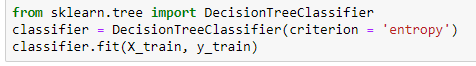 from sklearn.tree import DecisionTreeClassifier
classifier = DecisionTreeClassifier(criterion = 'entropy')
classifier.fit(X_train, y_train)